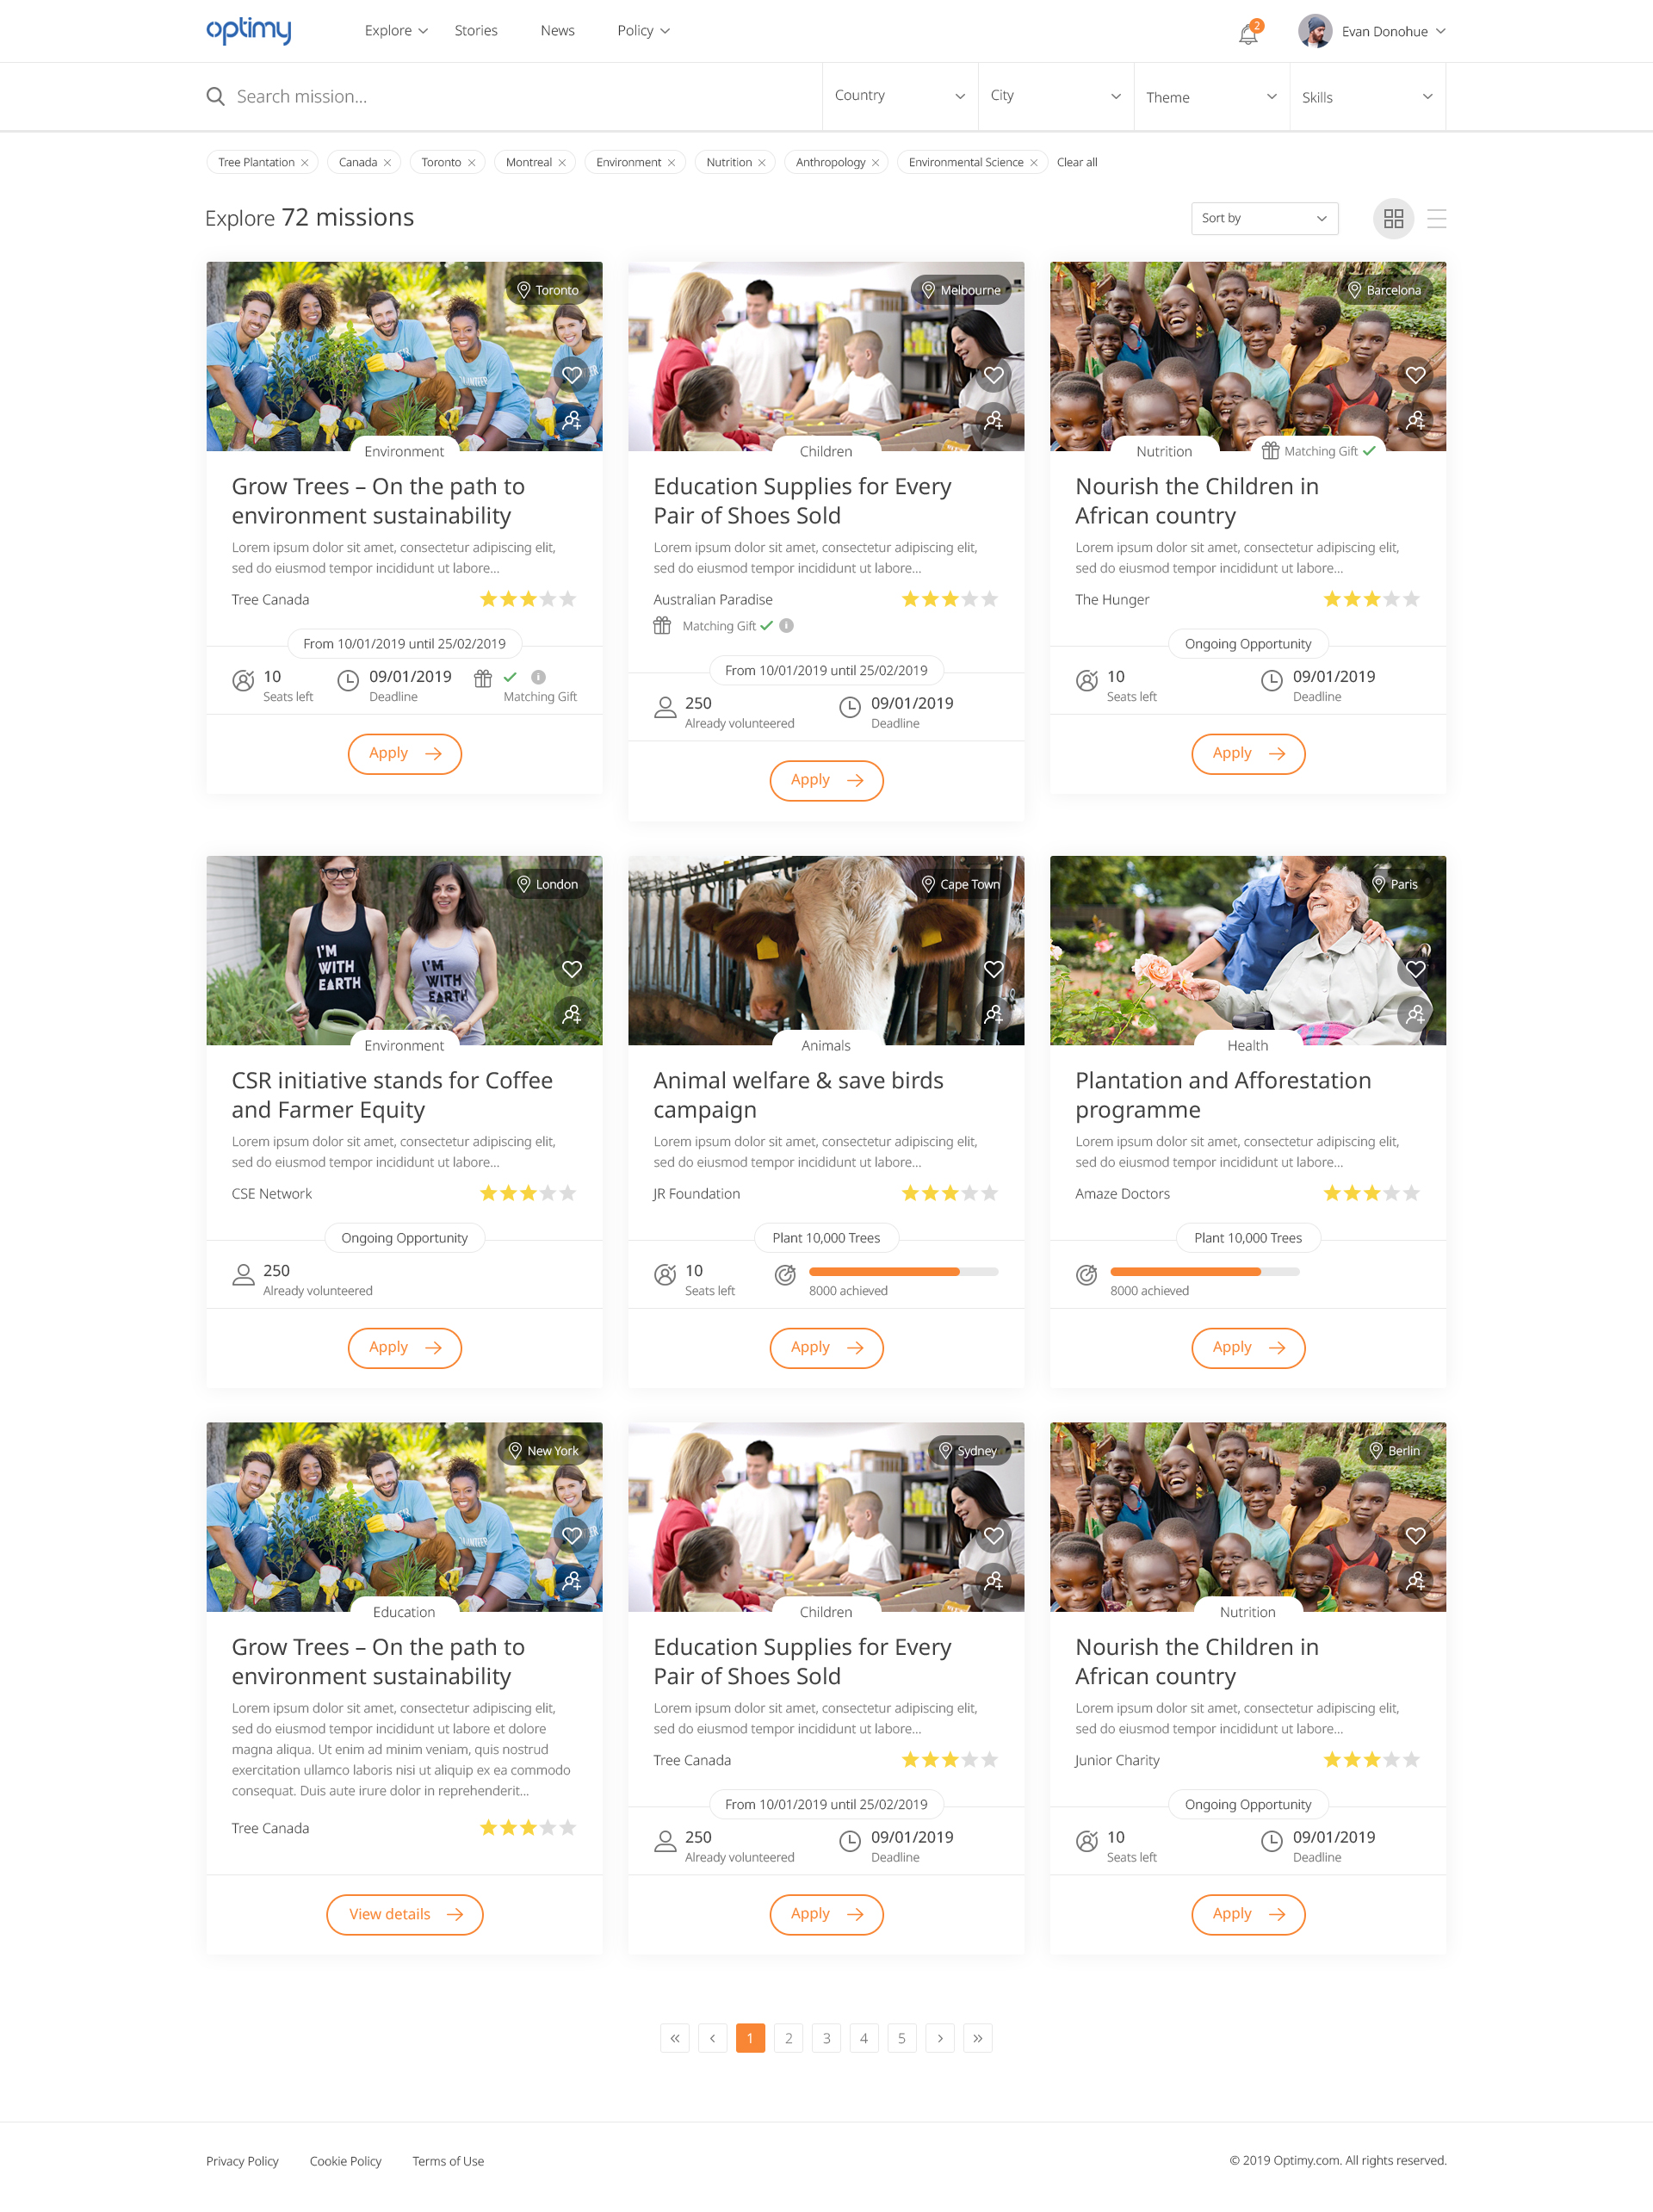 optimy
Explore
Stories
News
Policy
2
Evan Donohue
Search mission...
Country
City
Theme
Skills
Tree Plantation
Canada
Toronto
Montreal
Environment
Nutrition
Anthropology
Environmental Science
Clear all
Explore 72 missions
Sort by
Toronto
Environment
Grow Trees – On the path to
environment sustainability
Lorem ipsum dolor sit amet, consectetur adipiscing elit,
sed do eiusmod tempor incididunt ut labore...
Tree Canada
From 10/01/2019 until 25/02/2019
10
Seats left
09/01/2019
Deadline
Matching Gift
Apply
Melbourne
Children
Education Supplies for Every
Pair of Shoes Sold
Lorem ipsum dolor sit amet, consectetur adipiscing elit,
sed do eiusmod tempor incididunt ut labore...
Australian Paradise
Matching Gift
From 10/01/2019 until 25/02/2019
250
Already volunteered
09/01/2019
Deadline
Apply
Barcelona
Nutrition
Matching Gift
Nourish the Children in
African country
Lorem ipsum dolor sit amet, consectetur adipiscing elit,
sed do eiusmod tempor incididunt ut labore...
The Hunger
Ongoing Opportunity
10
Seats left
09/01/2019
Deadline
Apply
London
I'M
WITH
EARTH
I'M
WITH
EARTH
Environment
CSR initiative stands for Coffee
and Farmer Equity
Lorem ipsum dolor sit amet, consectetur adipiscing elit,
sed do eiusmod tempor incididunt ut labore...
CSE Network
Ongoing Opportunity
250
Already volunteered
Apply
Cape Town
Animals
Animal welfare & save birds
campaign
Lorem ipsum dolor sit amet, consectetur adipiscing elit,
sed do eiusmod tempor incididunt ut labore...
JR Foundation
Plant 10,000 Trees
10
Seats left
8000 achieved
Apply
Paris
Health
Plantation and Afforestation
programme
Lorem ipsum dolor sit amet, consectetur adipiscing elit,
sed do eiusmod tempor incididunt ut labore...
Amaze Doctors
Plant 10,000 Trees
8000 achieved
Apply
New York
Education
Grow Trees – On the path to
environment sustainability
Lorem ipsum dolor sit amet, consectetur adipiscing elit,
sed do eiusmod tempor incididunt ut labore et dolore
magna aliqua. Ut enim ad minim veniam, quis nostrud
exercitation ullamco laboris nisi ut aliquip ex ea commodo
consequat. Duis aute irure dolor in reprehenderit...
Tree Canada
View details
Sydney
Children
Education Supplies for Every
Pair of Shoes Sold
Lorem ipsum dolor sit amet, consectetur adipiscing elit,
sed do eiusmod tempor incididunt ut labore...
Tree Canada
From 10/01/2019 until 25/02/2019
250
Already volunteered
09/01/2019
Deadline
Apply
Berlin
Nutrition
Nourish the Children in
African country
Lorem ipsum dolor sit amet, consectetur adipiscing elit,
sed do eiusmod tempor incididunt ut labore...
Junior Charity
Ongoing Opportunity
10
Seats left
09/01/2019
Deadline
Apply
« ‹ 1 2 3 4 5 › »
Privacy Policy
Cookie Policy
Terms of Use
© 2019 Optimy.com. All rights reserved.